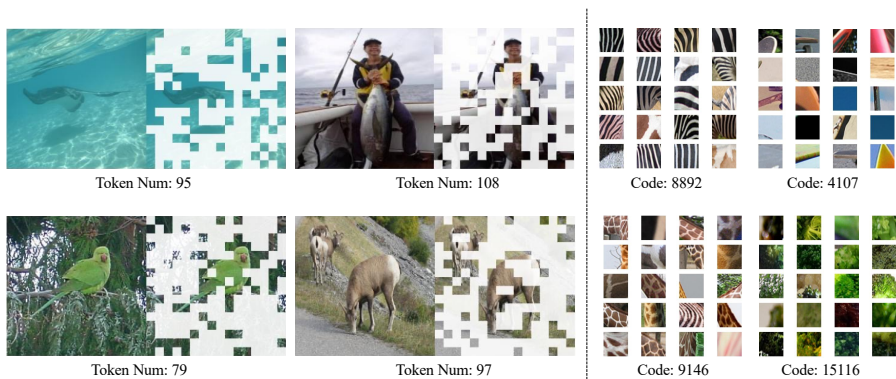 Token Num: 95
Token Num: 108
Code: 8892
Code: 4107
Token Num: 79
Token Num: 97
Code: 9146
Code: 15116